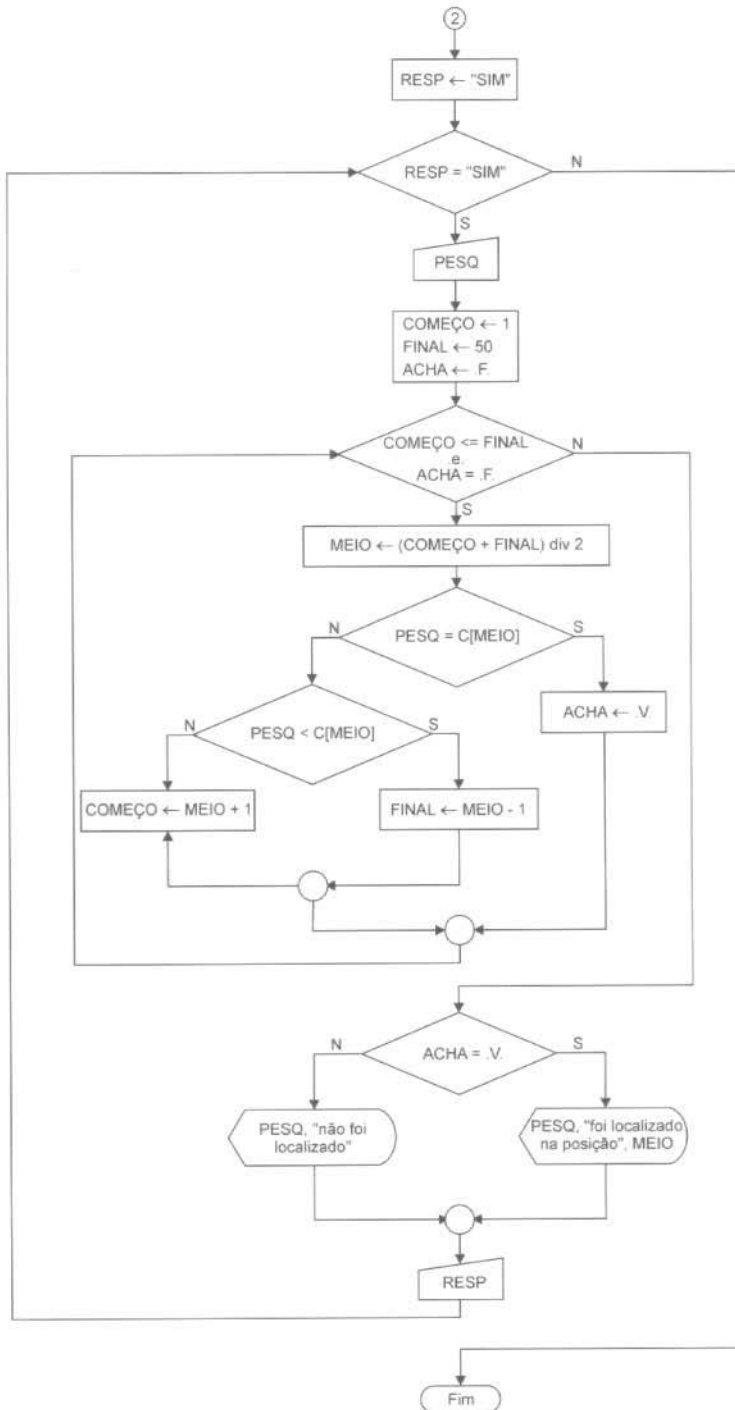 2
RESP ← "SIM"
RESP = "SIM"
N
S
PESQ
COMEÇO ← 1
FINAL ← 50
ACHA ← .F.
COMEÇO <= FINAL
.e.
ACHA = .F.
N
S
MEIO ← (COMEÇO + FINAL) div 2
N
PESQ = C[MEIO]
S
N
PESQ < C[MEIO]
S
ACHA ← .V.
COMEÇO ← MEIO + 1
FINAL ← MEIO - 1
N
ACHA = .V.
S
PESQ, "não foi
localizado"
PESQ, "foi localizado
na posição", MEIO
RESP
Fim